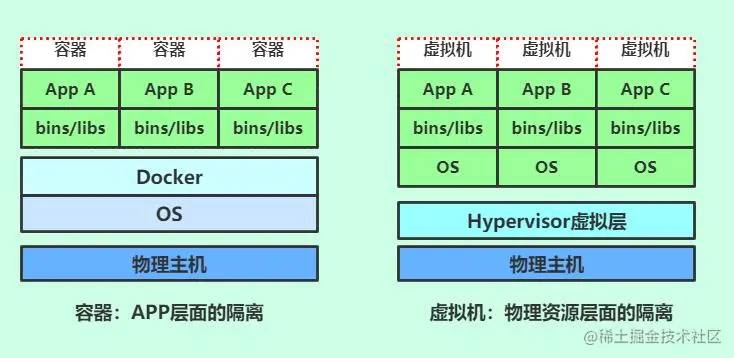 容器 容器 容器
App A App B App C
bins/libs bins/libs bins/libs
Docker
OS
物理主机
容器：APP层面的隔离
虚拟机 虚拟机 虚拟机
App A App B App C
bins/libs bins/libs bins/libs
OS OS OS
Hypervisor虚拟层
物理主机
虚拟机：物理资源层面的隔离
@稀土掘金技术社区